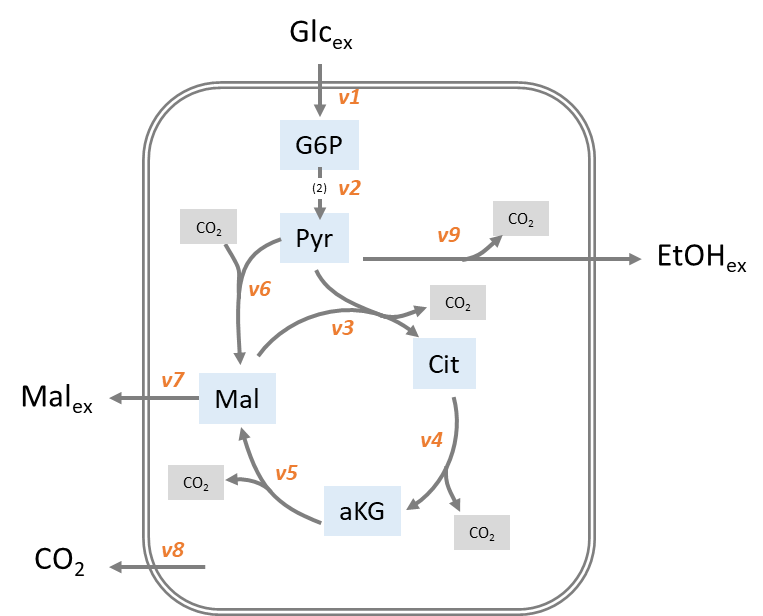 Glcex
v1
G6P
(2) v2
CO2
Pyr
CO2
v9
EtOHex
v6
CO2
v3
Cit
v7
Malex
Mal
v4
CO2
v5
aKG
CO2
v8
CO2